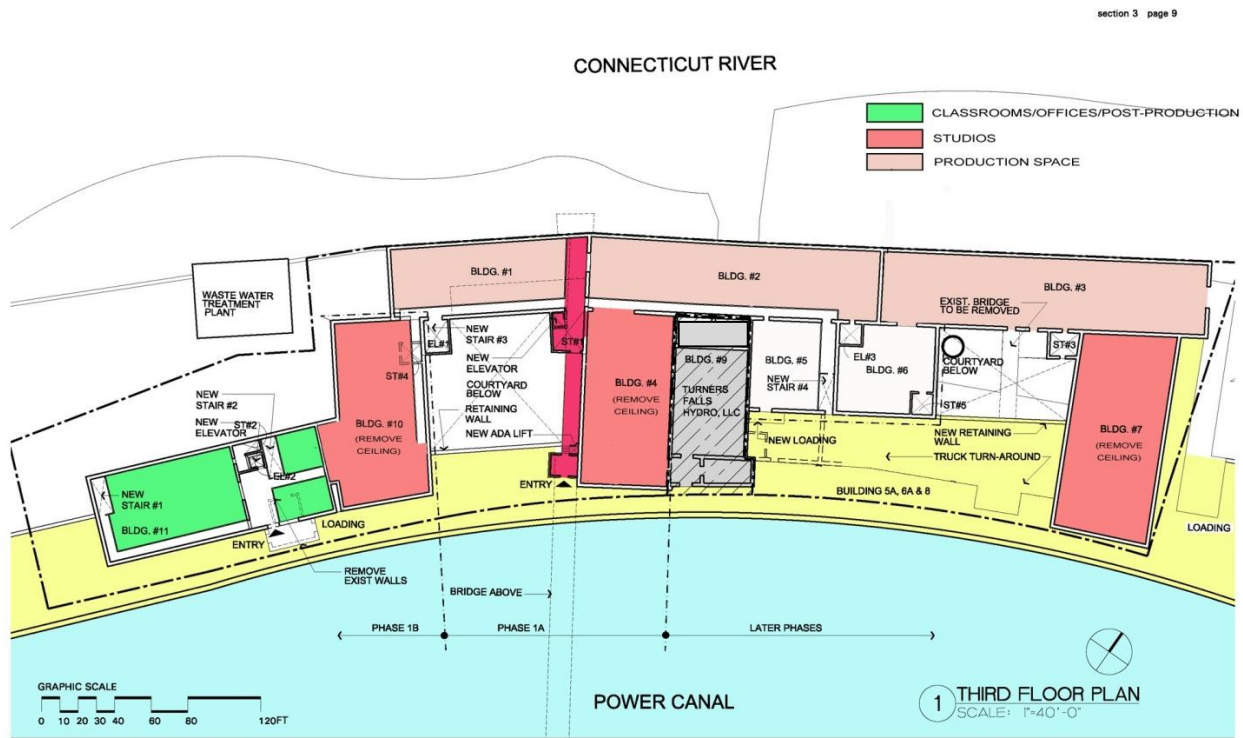 section 3 page 9
CONNECTICUT RIVER
CLASSROOMS/OFFICES/POST-PRODUCTION
STUDIOS
PRODUCTION SPACE
WASTE WATER
TREATMENT
PLANT
BLDG. #1
BLDG. #2
BLDG. #3
EXIST. BRIDGE
TO BE REMOVED
EL#1
NEW
STAIR #3
NEW
ELEVATOR
COURTYARD
BELOW
RETAINING
WALL
NEW ADA LIFT
ST#1
ST#4
BLDG. #4
(REMOVE
CEILING)
BLDG. #9
TURNERS
FALLS
HYDRO, LLC
BLDG. #5
NEW
STAIR #4
EL#3
BLDG. #6
ST#5
COURTYARD
BELOW
ST#3
BLDG. #7
(REMOVE
CEILING)
NEW
STAIR #2
NEW
ELEVATOR
ST#2
EL#2
BLDG. #10
(REMOVE
CEILING)
NEW LOADING
NEW RETAINING
WALL
TRUCK TURN-AROUND
BUILDING 5A, 6A & 8
LOADING
NEW
STAIR #1
BLDG. #11
ENTRY
LOADING
ENTRY
REMOVE
EXIST WALLS
BRIDGE ABOVE
PHASE 1B
PHASE 1A
LATER PHASES
GRAPHIC SCALE
0 10 20 30 40 60 80 120FT
POWER CANAL
1 THIRD FLOOR PLAN
SCALE: 1"=40'-0"